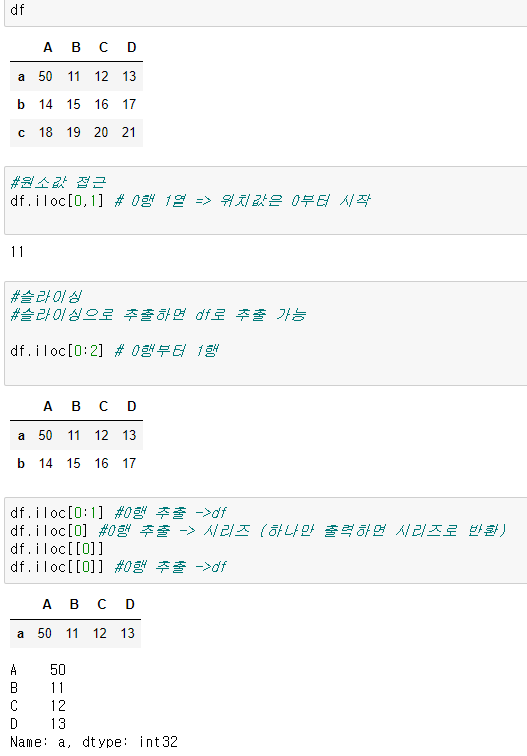 df
A B C D
a 50 11 12 13
b 14 15 16 17
c 18 19 20 21
#원소값 접근
df.iloc[0,1] # 0행 1열 => 위치값은 0부터 시작
11
#슬라이싱
#슬라이싱으로 추출하면 df로 추출 가능
df.iloc[0:2] # 0행부터 1행
A B C D
a 50 11 12 13
b 14 15 16 17
df.iloc[0:1] #0행 추출 ->df
df.iloc[0] #0행 추출 -> 시리즈 (하나만 출력하면 시리즈로 반환)
df.iloc[[0]]
df.iloc[[0]] #0행 추출 ->df
A B C D
a 50 11 12 13
A 50
B 11
C 12
D 13
Name: a, dtype: int32